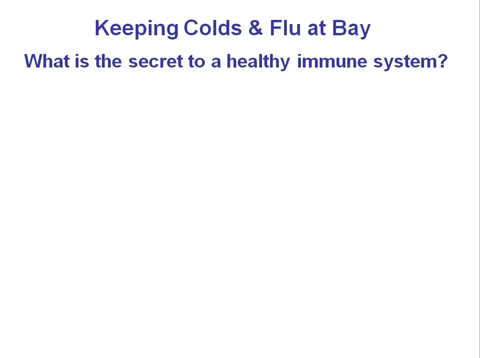 Keeping Colds & Flu at Bay
What is the secret to a healthy immune system?